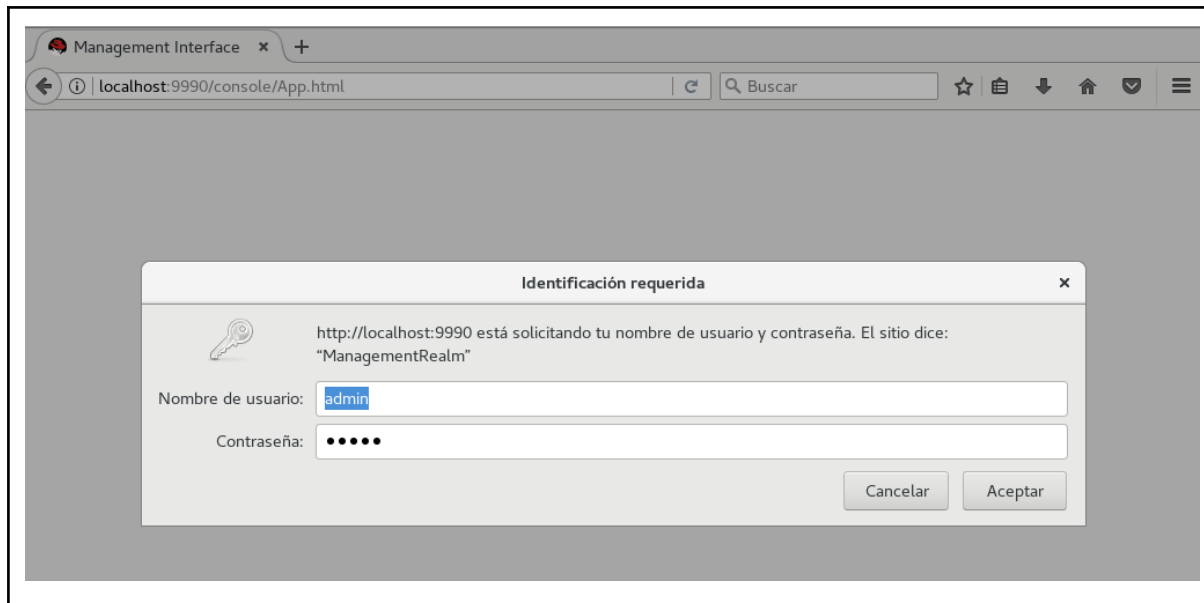 Management Interface
localhost:9990/console/App.html
Buscar
Identificación requerida
http://localhost:9990 está solicitando tu nombre de usuario y contraseña. El sitio dice:
“ManagementRealm”
Nombre de usuario: admin
Contraseña: •••••
Cancelar Aceptar